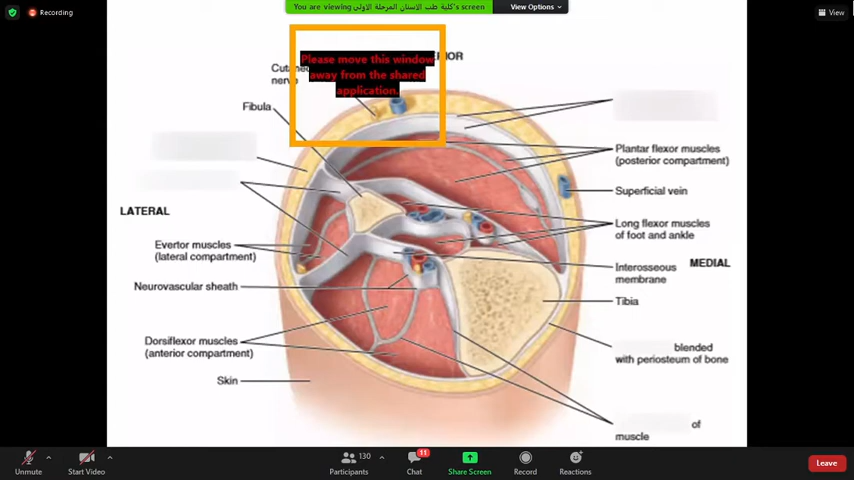 Recording
You are viewing كلية طب الاسنان المرحلة الاولى's screen
View Options
View
Please move this window
away from the shared
application.
nerve
Fibula
Plantar flexor muscles
(posterior compartment)
Superficial vein
LATERAL
Long flexor muscles
of foot and ankle
Evertor muscles
(lateral compartment)
Interosseous
membrane
MEDIAL
Neurovascular sheath
Tibia
Dorsiflexor muscles
(anterior compartment)
blended
with periosteum of bone
Skin
of
muscle
Unmute
Start Video
130
Participants
11
Chat
Share Screen
Record
Reactions
Leave